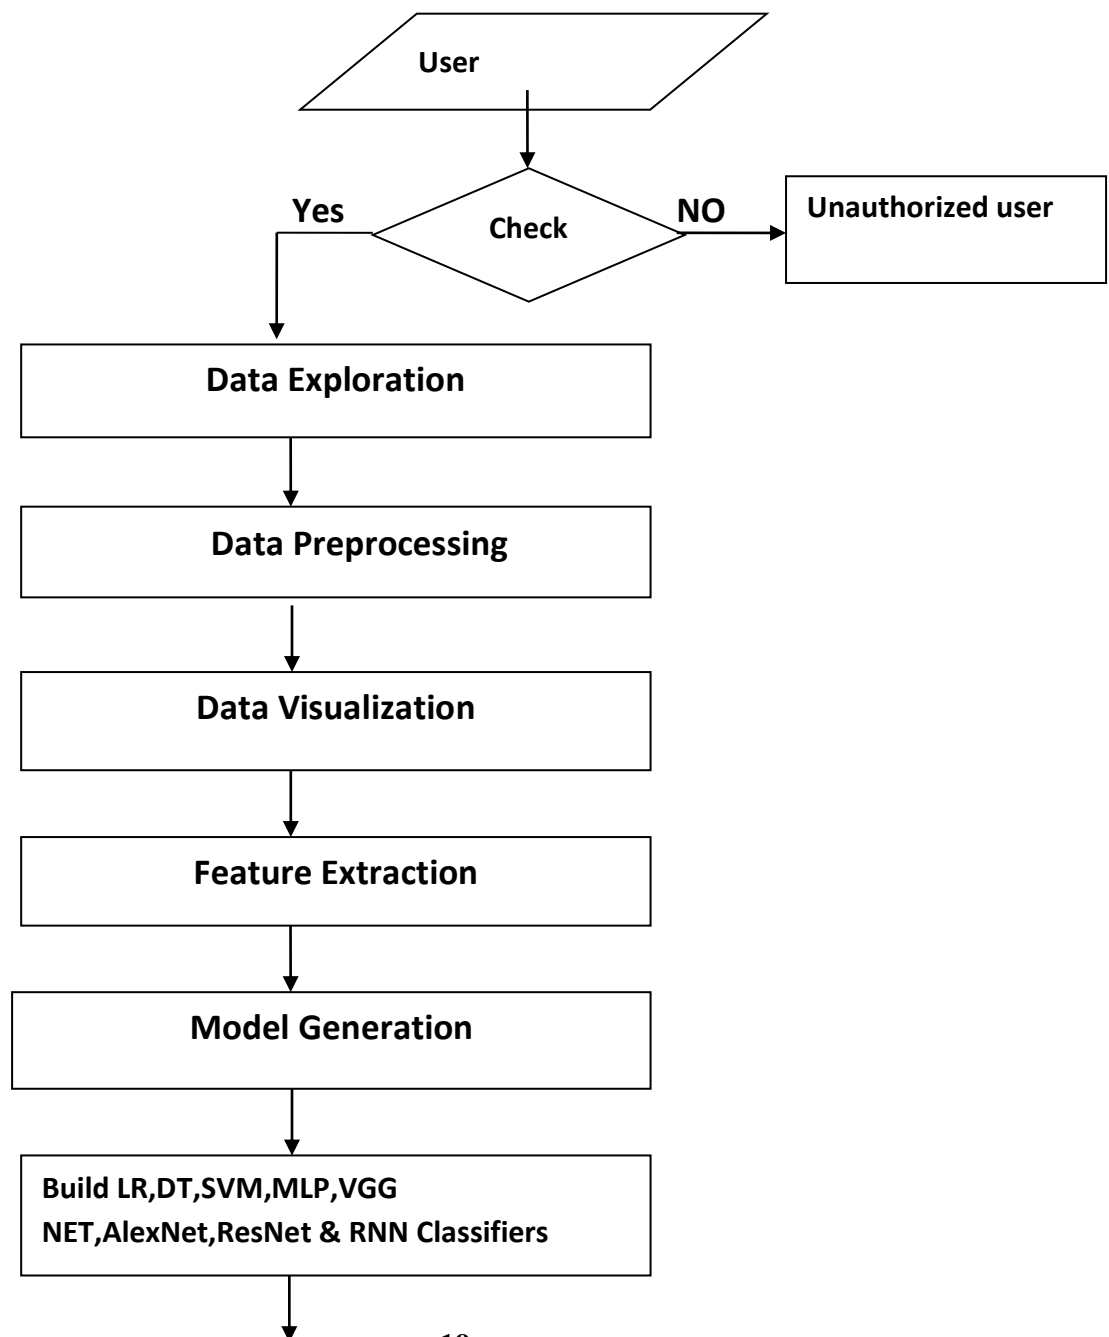 User
Yes
Check
NO
Unauthorized user
Data Exploration
Data Preprocessing
Data Visualization
Feature Extraction
Model Generation
Build LR,DT,SVM,MLP,VGG
NET,AlexNet,ResNet & RNN Classifiers